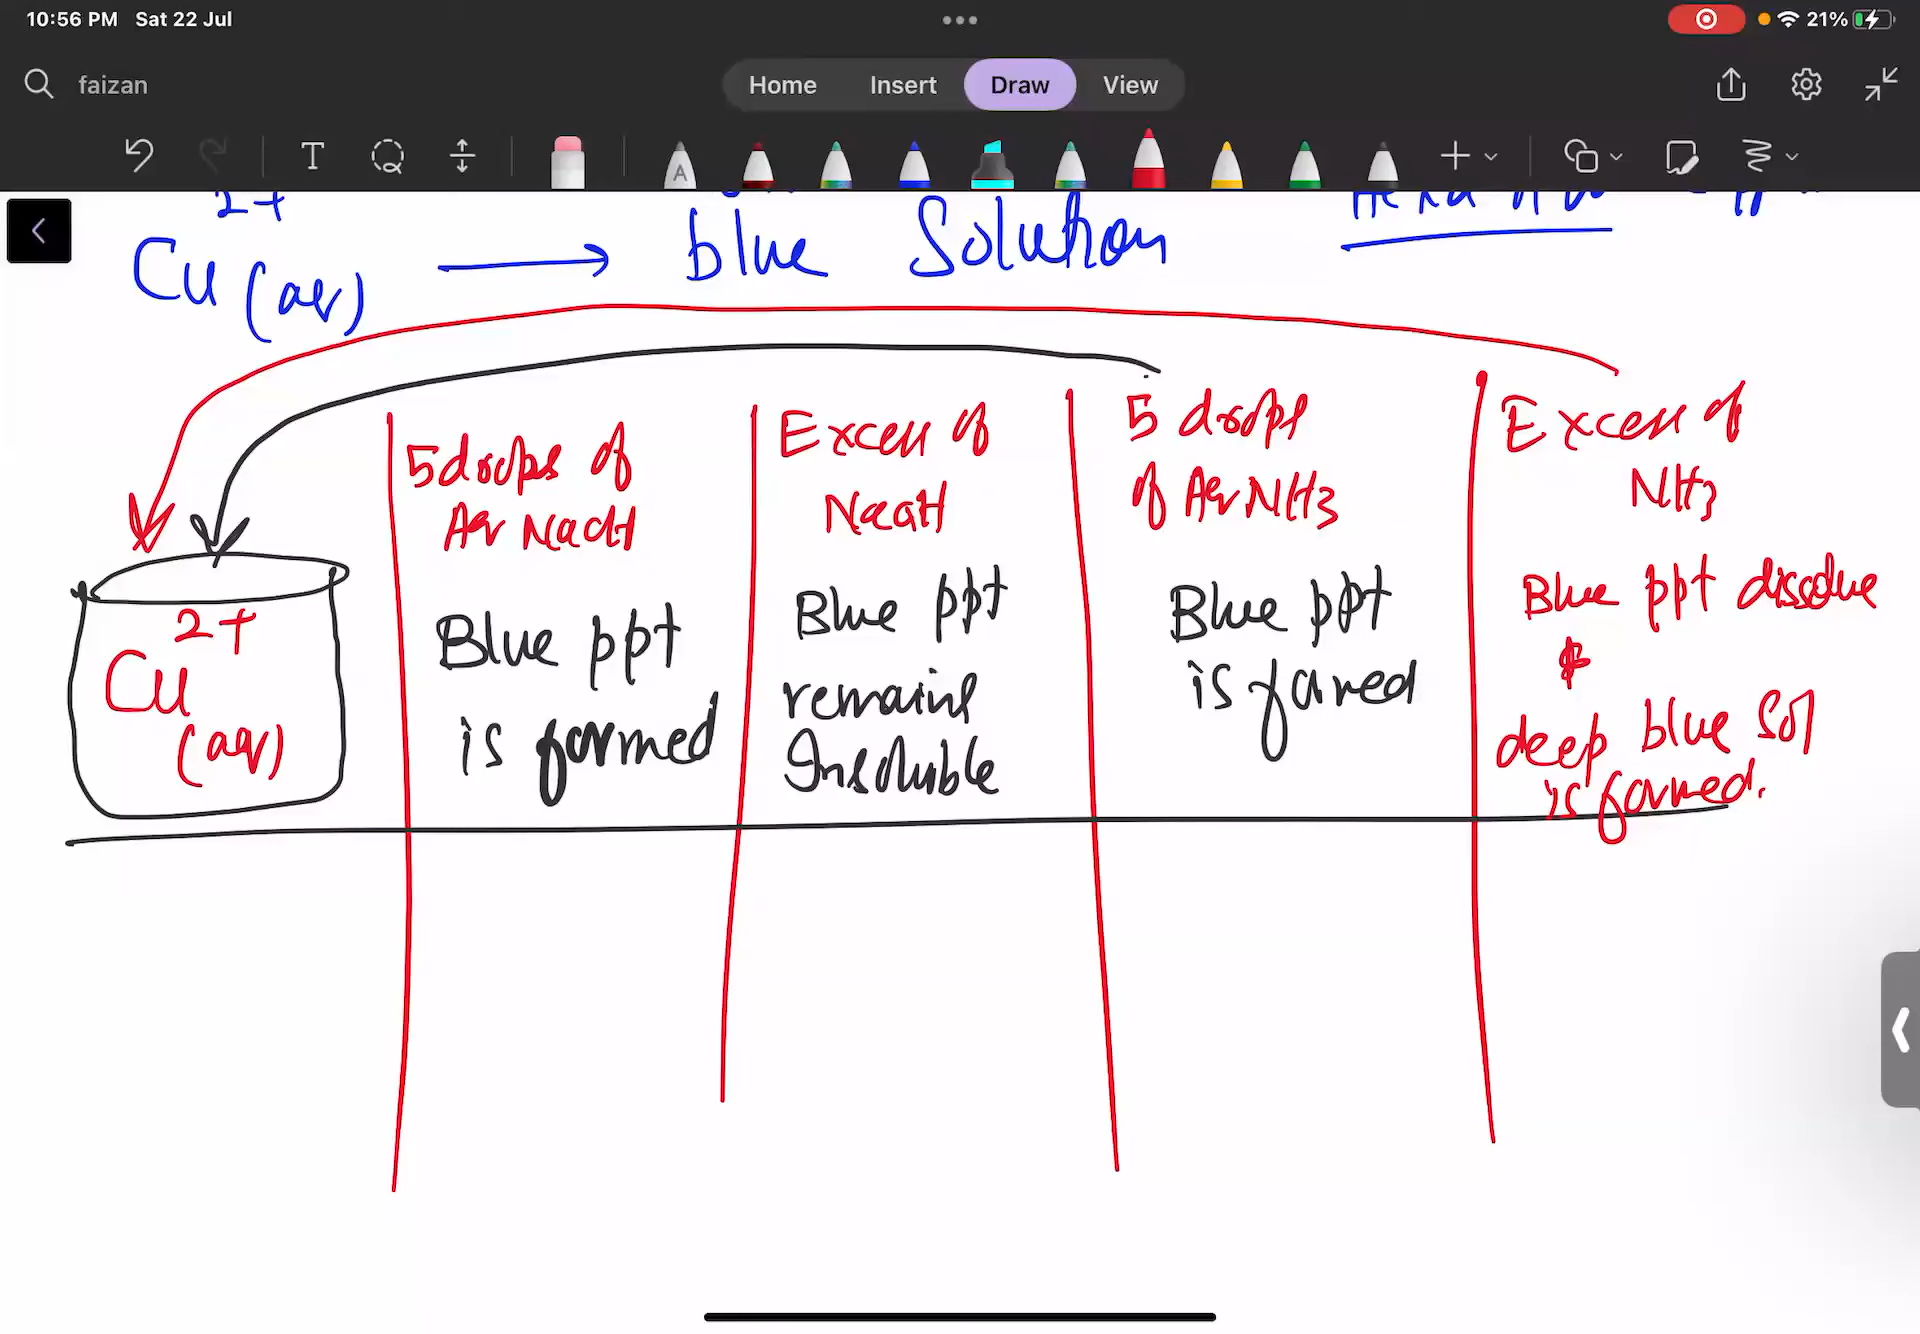 10:56 PM Sat 22 Jul
21%
faizan
Home Insert Draw View
T
A
2+
Cu (aq) → blue Solution
5 drops of
Aq NaOH
Excess of
NaOH
5 drops
of Aq NH3
Excess of
NH3
2+
Cu
(aq)
Blue ppt
is formed
Blue ppt
remains
Insoluble
Blue ppt
is formed
Blue ppt dissolve
&
deep blue Sol
is formed.